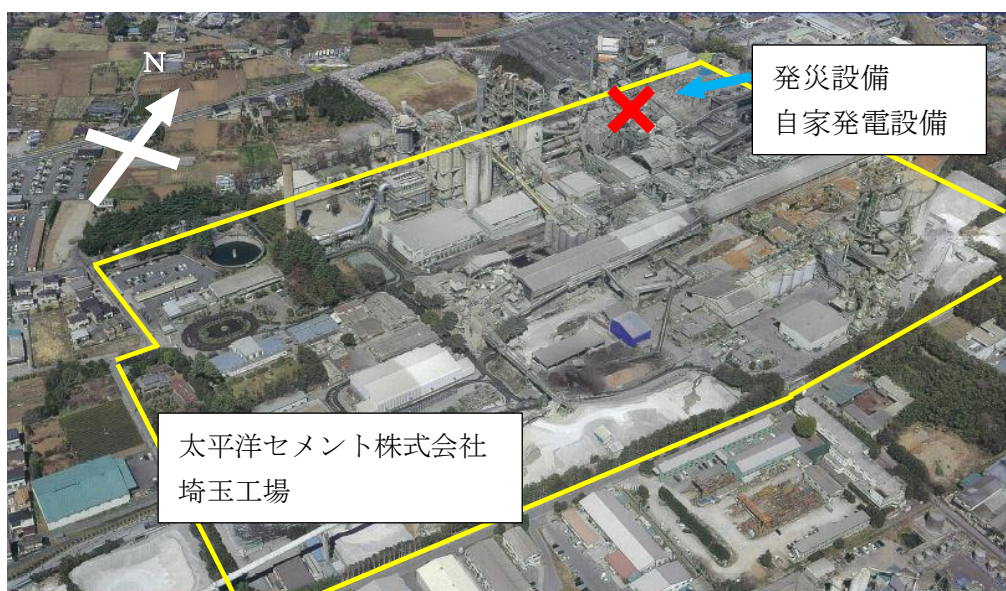 N
発災設備
自家発電設備
太平洋セメント株式会社
埼玉工場